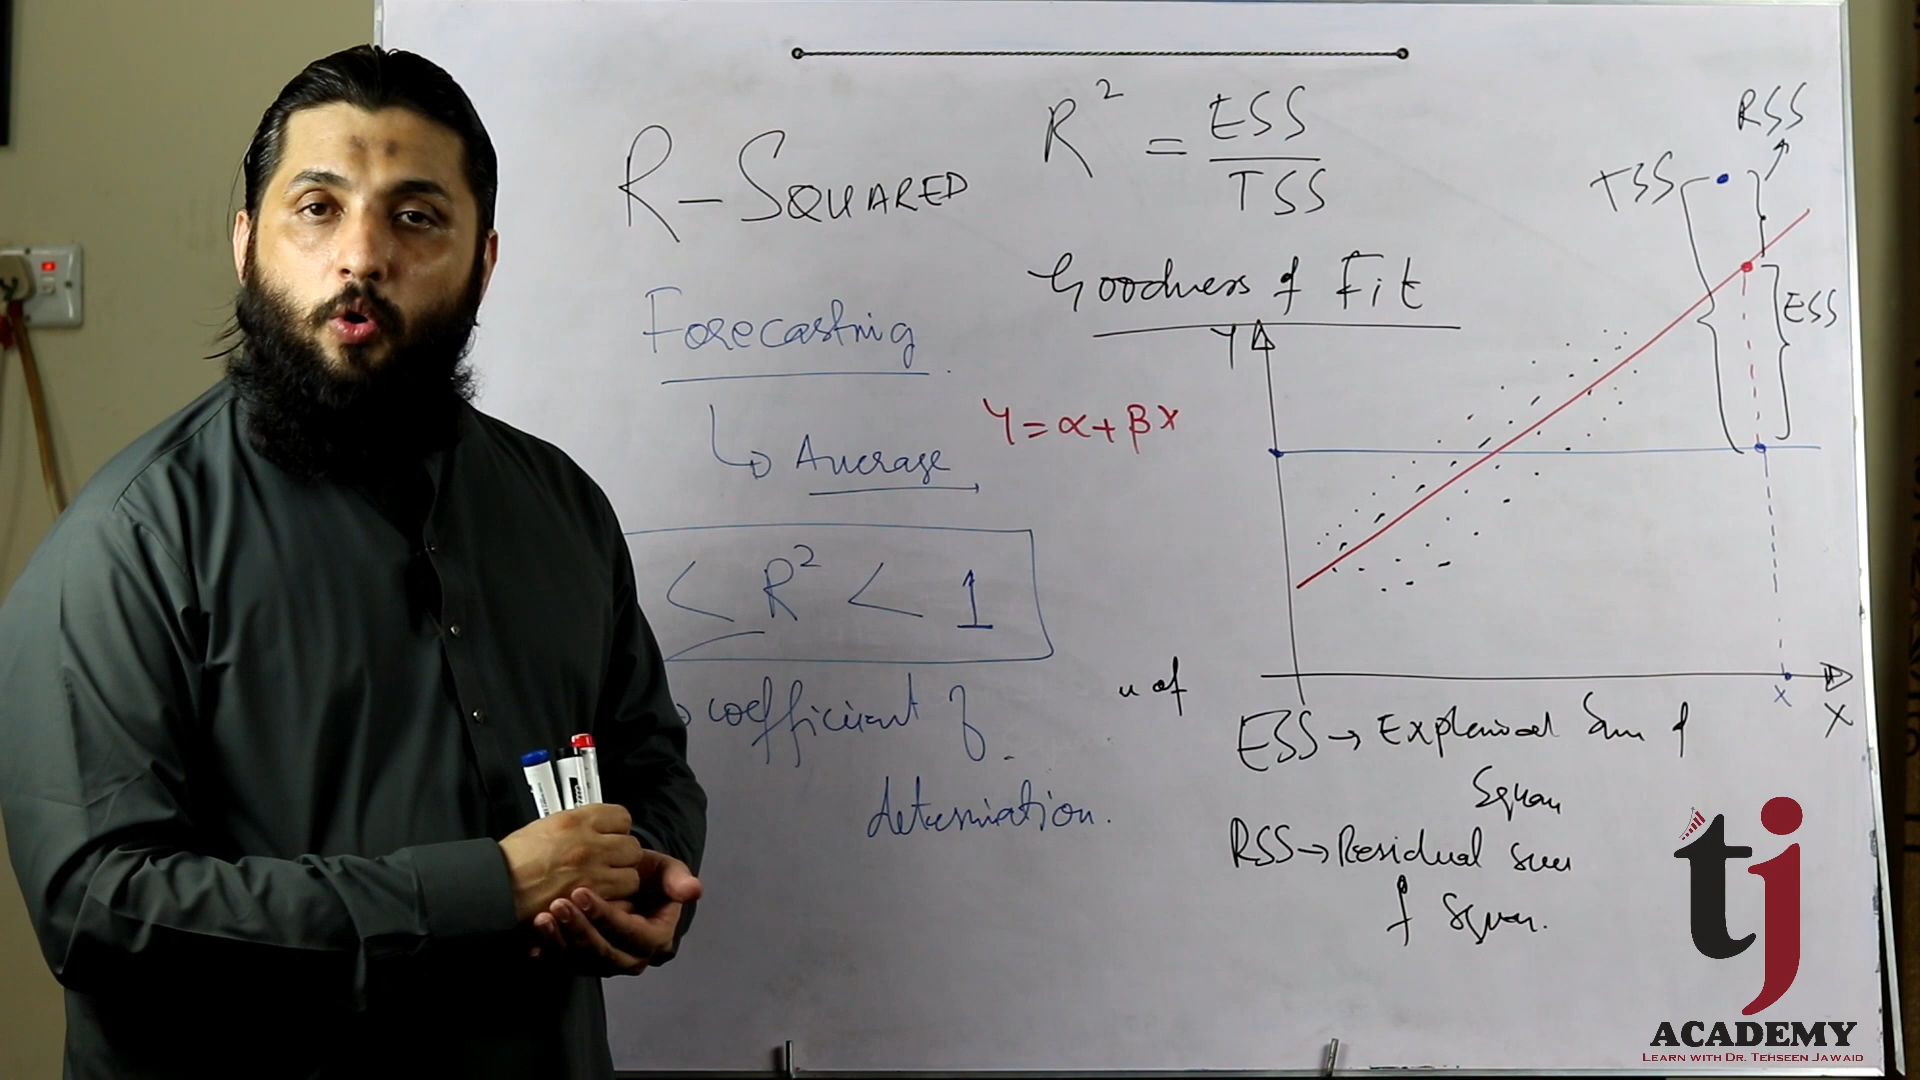 R-SQUARED
R² = ESS
TSS
Goodness of Fit
Forecasting
Average
Y = α + βX
< R² < 1
coefficient of
determination.
RSS
TSS
ESS
Y
X
X
of
ESS → Explained Sum of
Square
RSS → Residual sum
of Square.
tj
ACADEMY
LEARN WITH DR. TEHSEEN JAWAID